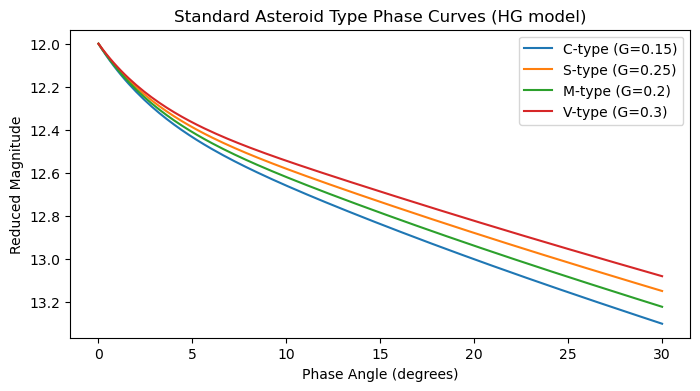 Standard Asteroid Type Phase Curves (HG model)
C-type (G=0.15)
S-type (G=0.25)
M-type (G=0.2)
V-type (G=0.3)
Reduced Magnitude
12.0
12.2
12.4
12.6
12.8
13.0
13.2
0
5
10
15
20
25
30
Phase Angle (degrees)